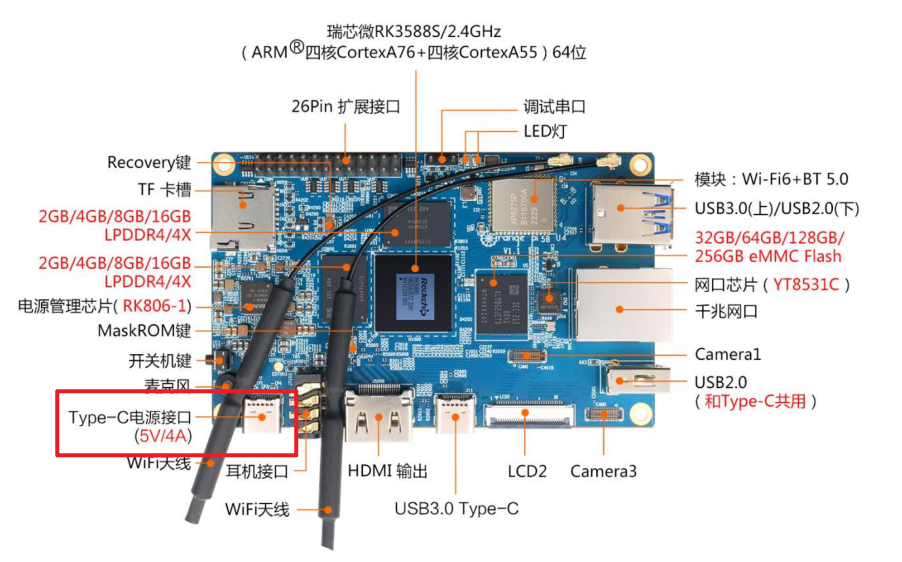 瑞芯微RK3588S/2.4GHz
（ARM®四核CortexA76+四核CortexA55）64位
26Pin 扩展接口
调试串口
LED灯
Recovery键
TF 卡槽
2GB/4GB/8GB/16GB
LPDDR4/4X
2GB/4GB/8GB/16GB
LPDDR4/4X
电源管理芯片( RK806-1)
MaskROM键
开关机键
麦克风
Type-C电源接口
(5V/4A)
WiFi天线
耳机接口
WiFi天线
HDMI 输出
USB3.0 Type-C
LCD2
Camera3
模块：Wi-Fi6+BT 5.0
USB3.0(上)/USB2.0(下)
32GB/64GB/128GB/
256GB eMMC Flash
网口芯片（ YT8531C ）
千兆网口
Camera1
USB2.0
（和Type-C共用 ）
Rockchip
range Pi 5B
LCD2